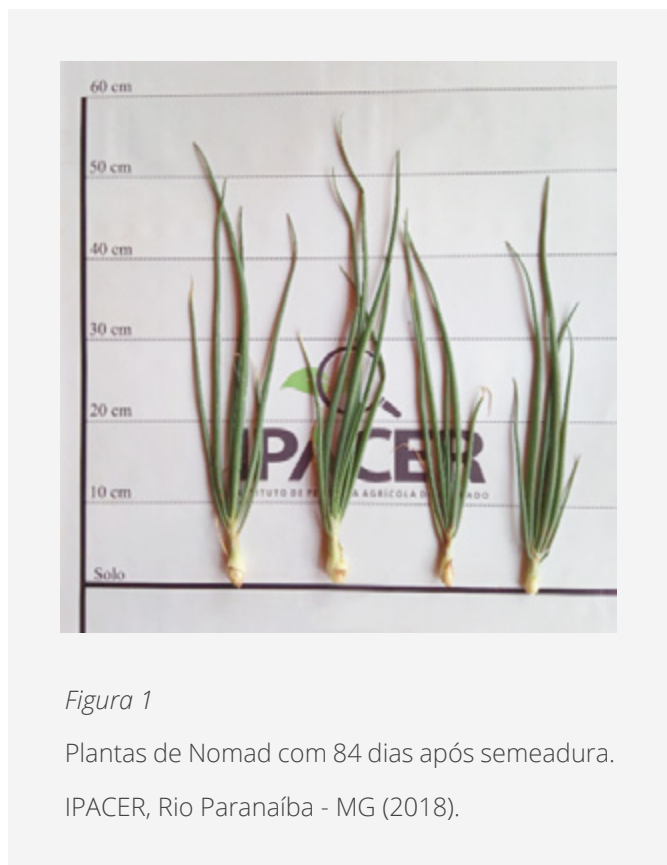 60 cm
50 cm
40 cm
30 cm
20 cm
10 cm
Solo
IPACER
Figura 1
Plantas de Nomad com 84 dias após semeadura.
IPACER, Rio Paranaíba - MG (2018).